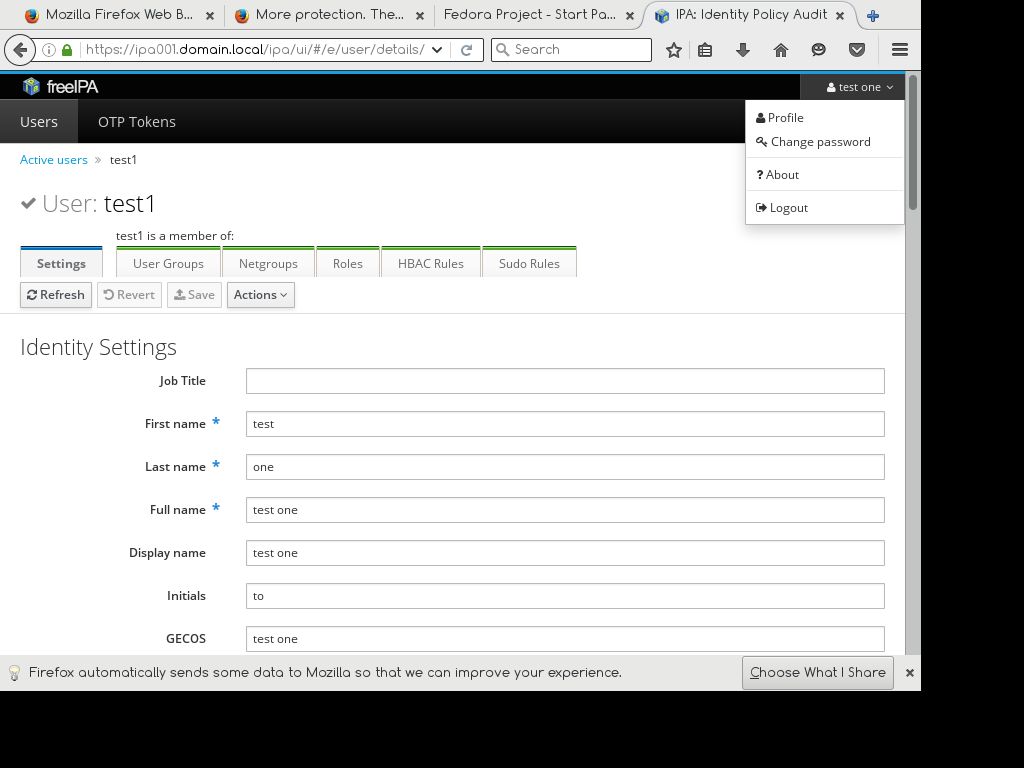 Mozilla Firefox Web B...
More protection. The...
Fedora Project - Start Pa...
IPA: Identity Policy Audit
https://ipa001.domain.local/ipa/ui/#/e/user/details/
Search
freeIPA
test one
Users
OTP Tokens
Profile
Change password
? About
Logout
Active users » test1
User: test1
test1 is a member of:
Settings
User Groups
Netgroups
Roles
HBAC Rules
Sudo Rules
Refresh
Revert
Save
Actions
Identity Settings
Job Title
First name * test
Last name * one
Full name * test one
Display name test one
Initials to
GECOS test one
Firefox automatically sends some data to Mozilla so that we can improve your experience.
Choose What I Share